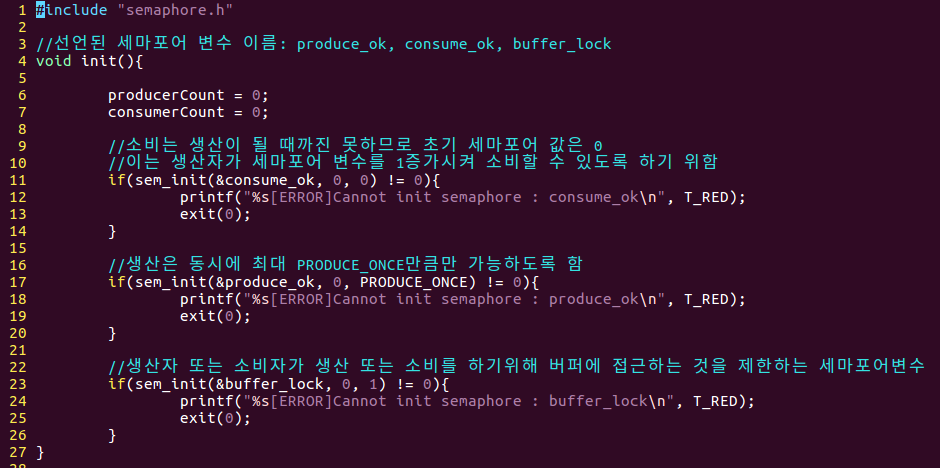 1 #include "semaphore.h"
2
3 //선언된 세마포어 변수 이름: produce_ok, consume_ok, buffer_lock
4 void init(){
5
6         producerCount = 0;
7         consumerCount = 0;
8
9         //소비는 생산이 될 때까진 못하므로 초기 세마포어 값은 0
10         //이는 생산자가 세마포어 변수를 1증가시켜 소비할 수 있도록 하기 위함
11         if(sem_init(&consume_ok, 0, 0) != 0){
12                 printf("%s[ERROR]Cannot init semaphore : consume_ok\n", T_RED);
13                 exit(0);
14         }
15
16         //생산은 동시에 최대 PRODUCE_ONCE만큼만 가능하도록 함
17         if(sem_init(&produce_ok, 0, PRODUCE_ONCE) != 0){
18                 printf("%s[ERROR]Cannot init semaphore : produce_ok\n", T_RED);
19                 exit(0);
20         }
21
22         //생산자 또는 소비자가 생산 또는 소비를 하기위해 버퍼에 접근하는 것을 제한하는 세마포어변수
23         if(sem_init(&buffer_lock, 0, 1) != 0){
24                 printf("%s[ERROR]Cannot init semaphore : buffer_lock\n", T_RED);
25                 exit(0);
26         }
27 }